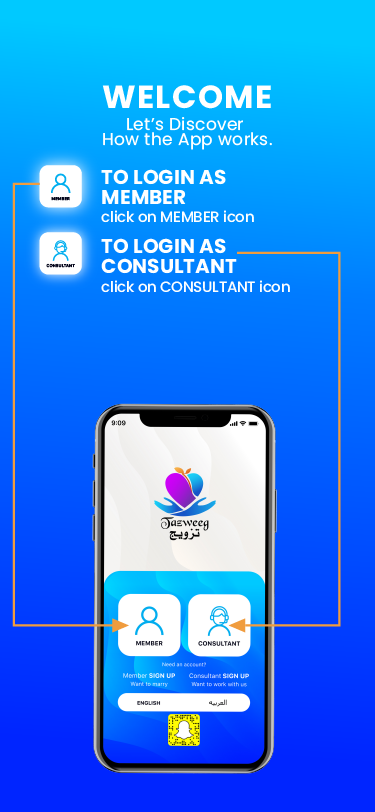 WELCOME
Let's Discover
How the App works.
MEMBER
TO LOGIN AS
MEMBER
click on MEMBER icon
CONSULTANT
TO LOGIN AS
CONSULTANT
click on CONSULTANT icon
9:09
Tazweeg
تزويج
MEMBER
CONSULTANT
Need an account?
Member SIGN UP
Want to marry
Consultant SIGN UP
Want to work with us
ENGLISH
العربية